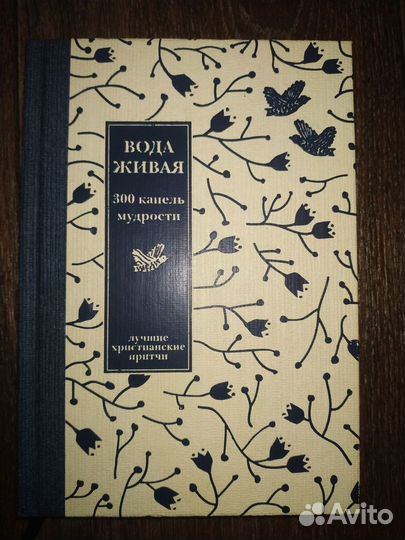 ВОДА
ЖИВАЯ
300 капель
мудрости
лучшие
христианские
притчи
Avito